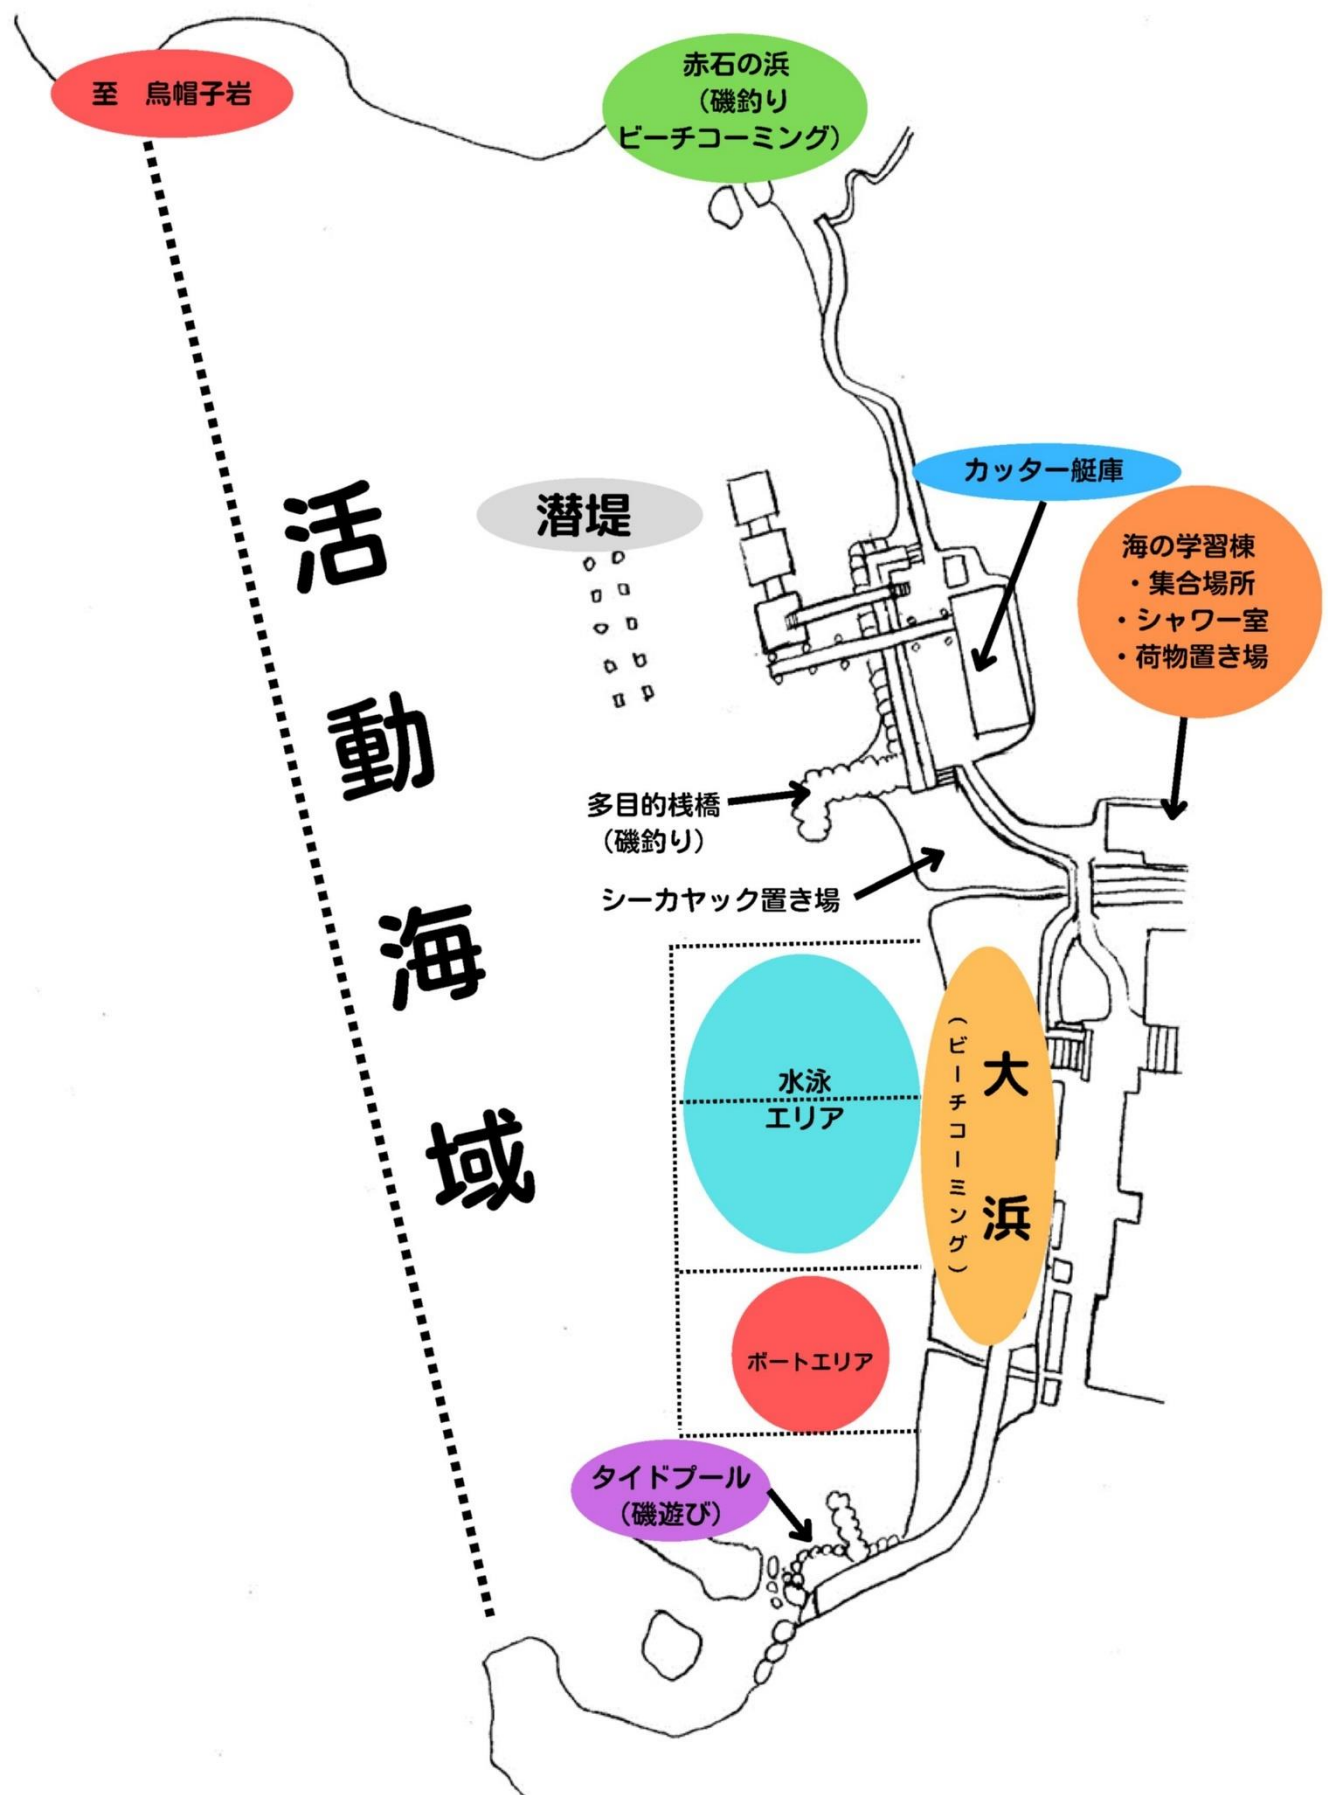 至　烏帽子岩
赤石の浜
（磯釣り
ビーチコーミング）
カッター艇庫
潜堤
海の学習棟
・集合場所
・シャワー室
・荷物置き場
活動海域
多目的桟橋
（磯釣り）
シーカヤック置き場
大浜
（ビーチコーミング）
水泳
エリア
ボートエリア
タイドプール
（磯遊び）